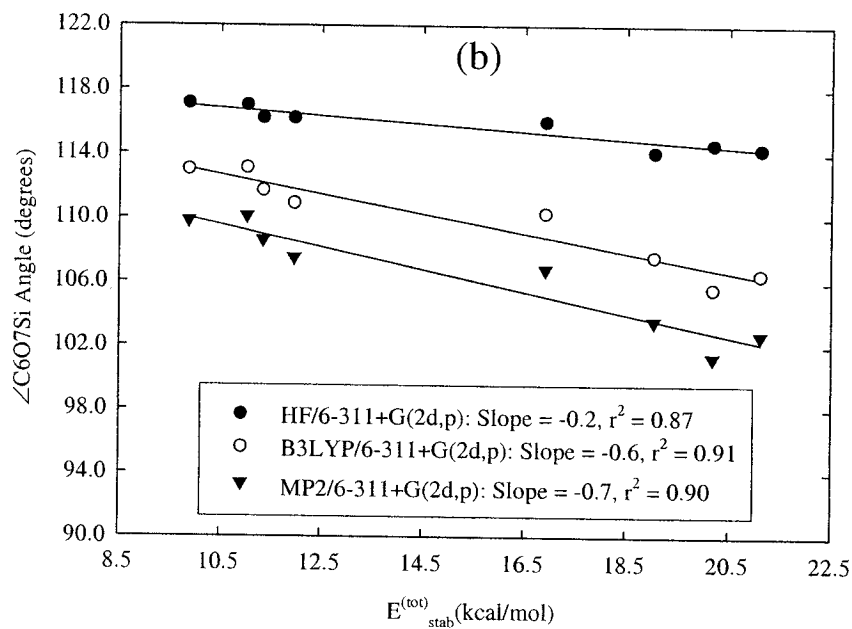 122.0
(b)
118.0
114.0
110.0
106.0
102.0
98.0
94.0
90.0
∠C6O7Si Angle (degrees)
HF/6-311+G(2d,p): Slope = -0.2, r² = 0.87
B3LYP/6-311+G(2d,p): Slope = -0.6, r² = 0.91
MP2/6-311+G(2d,p): Slope = -0.7, r² = 0.90
8.5 10.5 12.5 14.5 16.5 18.5 20.5 22.5
E^(tot)_stab(kcal/mol)